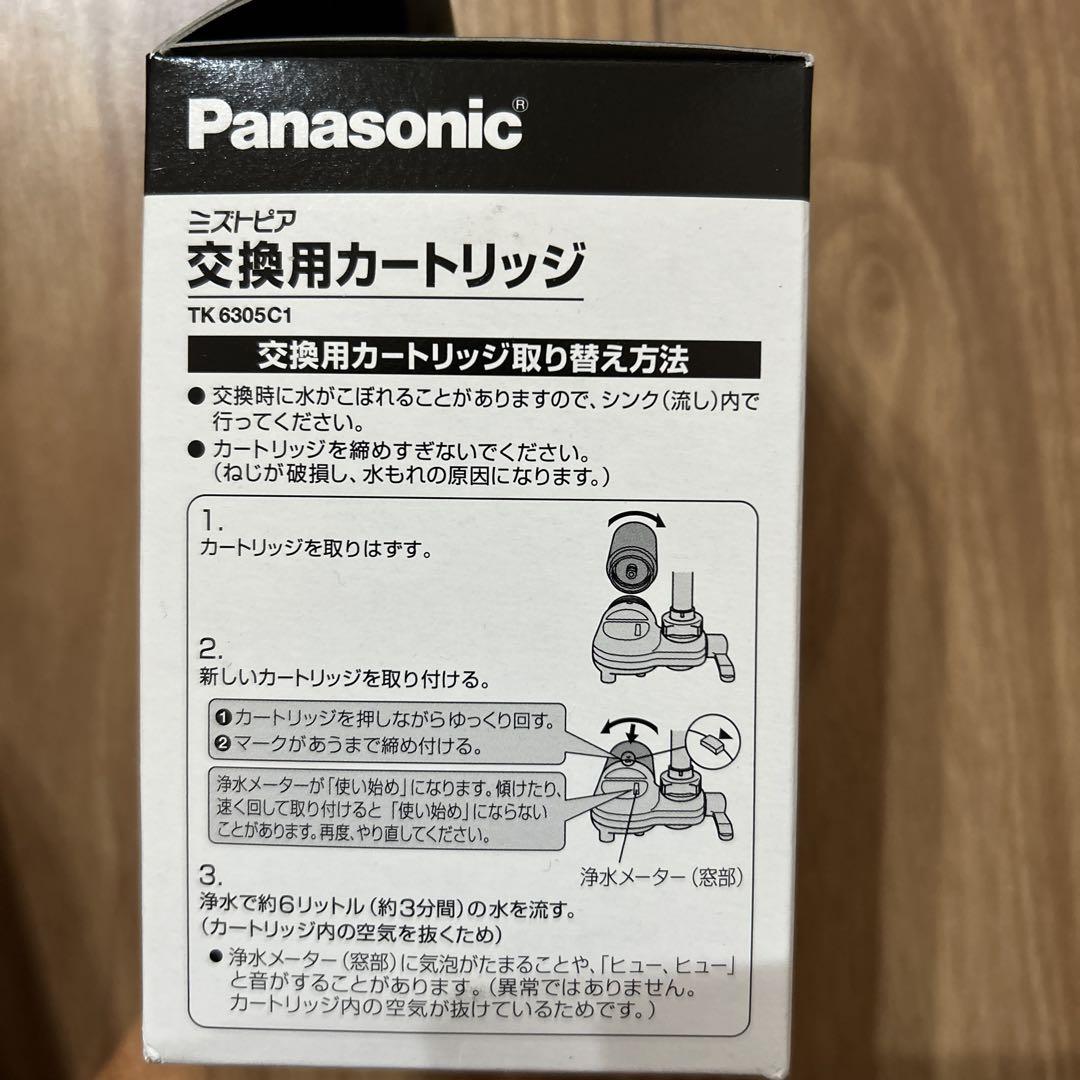 Panasonic®
ミズトピア
交換用カートリッジ
TK6305C1
交換用カートリッジ取り替え方法
● 交換時に水がこぼれることがありますので、シンク(流し)内で
行ってください。
● カートリッジを締めすぎないでください。
(ねじが破損し、水もれの原因になります。)
1.
カートリッジを取りはずす。
2.
新しいカートリッジを取り付ける。
❶カートリッジを押しながらゆっくり回す。
❷マークがあうまで締め付ける。
浄水メーターが「使い始め」になります。傾けたり、
速く回して取り付けると「使い始め」にならない
ことがあります。再度、やり直してください。
浄水メーター(窓部)
3.
浄水で約6リットル(約3分間)の水を流す。
(カートリッジ内の空気を抜くため)
● 浄水メーター(窓部)に気泡がたまることや、「ヒュー、ヒュー」
と音がすることがあります。(異常ではありません。
カートリッジ内の空気が抜けているためです。)